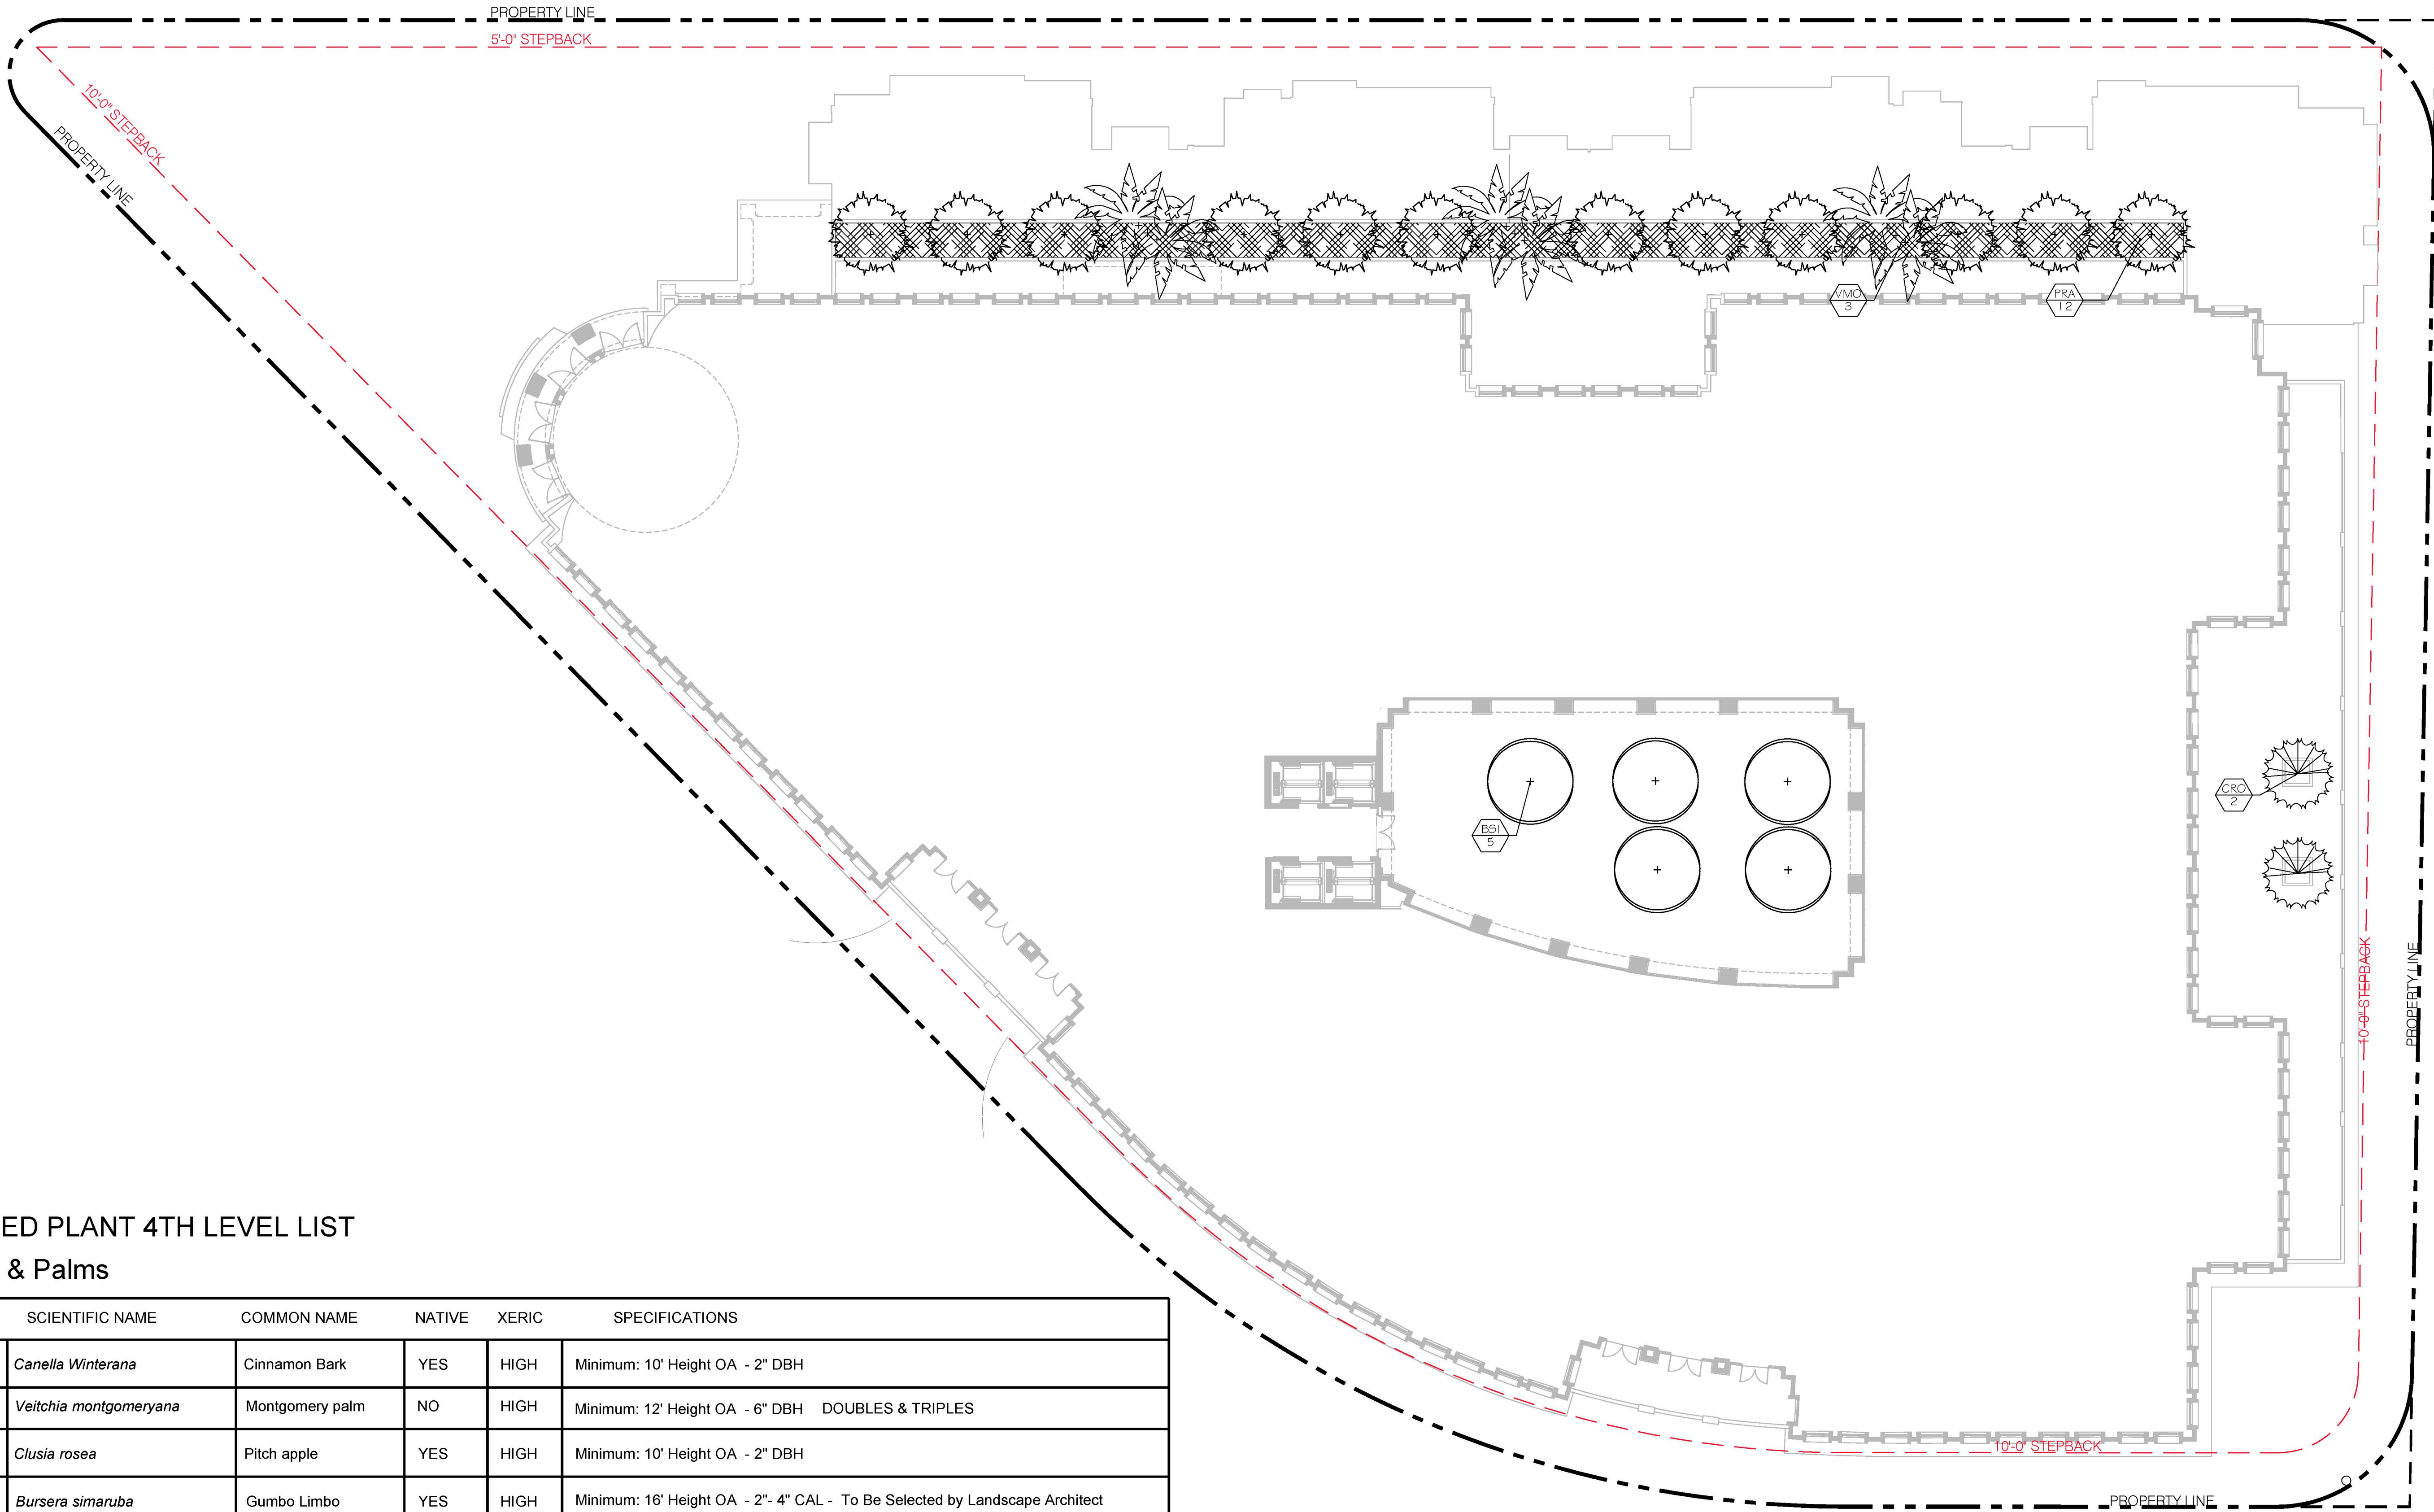 PROPERTY LINE
5'-0" STEPBACK
10'-0" STEPBACK
PROPERTY LINE
VMO
3
PRA
12
CRO
2
BSI
5
10'-0" STEPBACK
PROPERTY LINE
ED PLANT 4TH LEVEL LIST
& Palms
SCIENTIFIC NAME COMMON NAME NATIVE XERIC SPECIFICATIONS
Canella Winterana Cinnamon Bark YES HIGH Minimum: 10' Height OA - 2" DBH
Veitchia montgomeryana Montgomery palm NO HIGH Minimum: 12' Height OA - 6" DBH DOUBLES & TRIPLES
Clusia rosea Pitch apple YES HIGH Minimum: 10' Height OA - 2" DBH
Bursera simaruba Gumbo Limbo YES HIGH Minimum: 16' Height OA - 2"- 4" CAL - To Be Selected by Landscape Architect
10'-0" STEPBACK
PROPERTY LINE